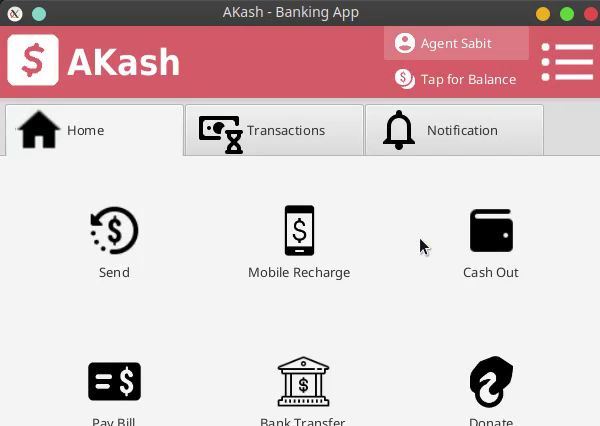 AKash - Banking App
AKash
Agent Sabit
Tap for Balance
Home
Transactions
Notification
Send
Mobile Recharge
Cash Out
Pay Bill
Bank Transfer
Donate